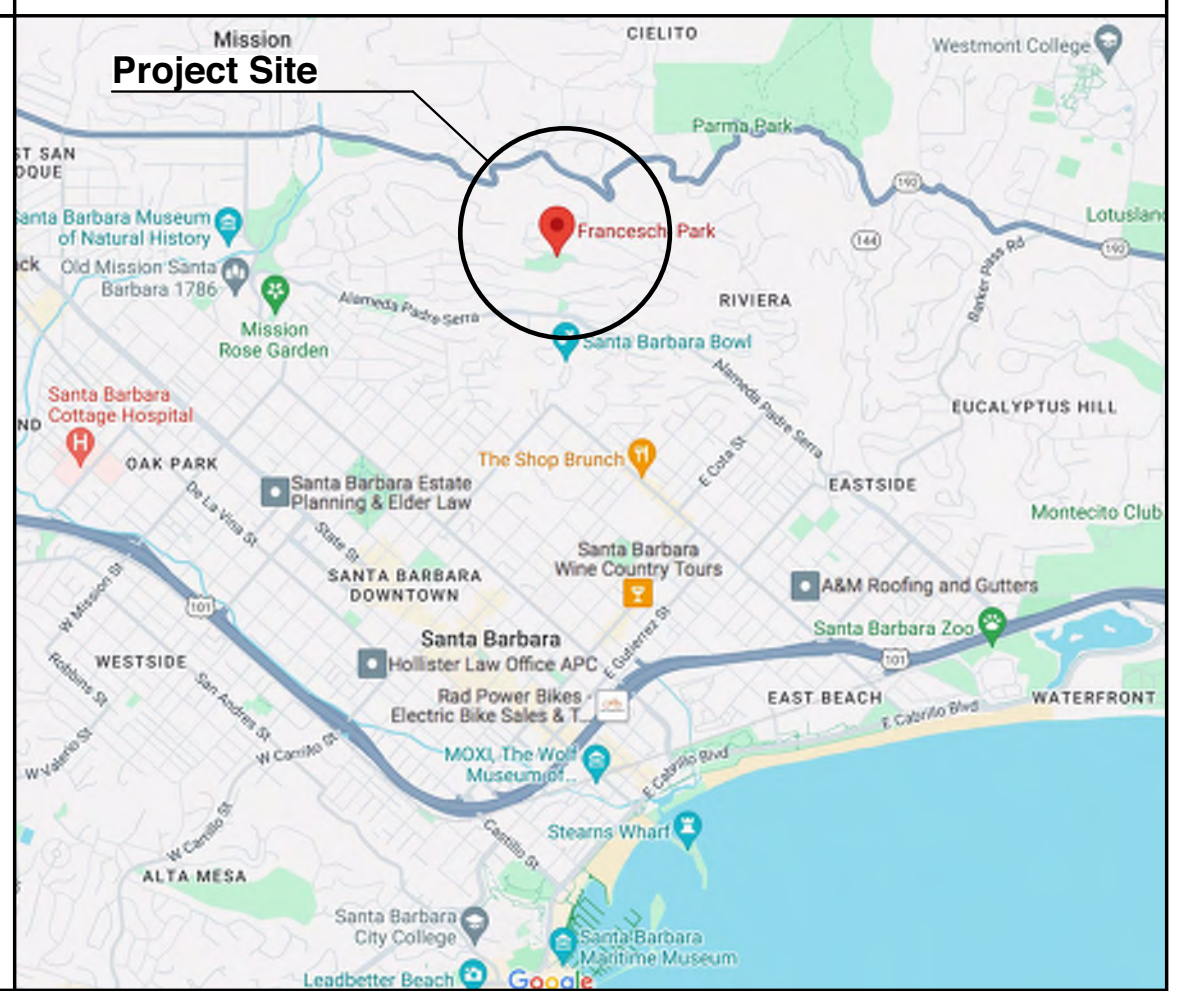 Mission
CIELITO
Westmont College
Project Site
Parma Park
ST SAN
OQUE
192
Santa Barbara Museum
of Natural History
Lotusland
Franceschi Park
144
192
Old Mission Santa
Barbara 1786
ck
Barker Pass Rd
Alameda Padre Serra
RIVIERA
Mission
Rose Garden
Santa Barbara Bowl
Santa Barbara
Cottage Hospital
Alameda Padre Serra
EUCALYPTUS HILL
ND
H
OAK PARK
The Shop Brunch
E Cota St
Santa Barbara Estate
Planning & Elder Law
EASTSIDE
De La Vina St
State St
Montecito Club
Santa Barbara
Wine Country Tours
SANTA BARBARA
DOWNTOWN
A&M Roofing and Gutters
W Mission St
101
Santa Barbara Zoo
Santa Barbara
E Gutierrez St
WESTSIDE
Hollister Law Office APC
101
Robbins St
San Andres St
Rad Power Bikes -
Electric Bike Sales & T...
EAST BEACH
WATERFRONT
E Cabrillo Blvd
W Valerio St
W Carrillo St
MOXI, The Wolf
Museum of...
E Cabrillo Blvd
W Carrillo St
Castillo St
Stearns Wharf
ALTA MESA
Santa Barbara
City College
Santa Barbara
Maritime Museum
Leadbetter Beach
Google